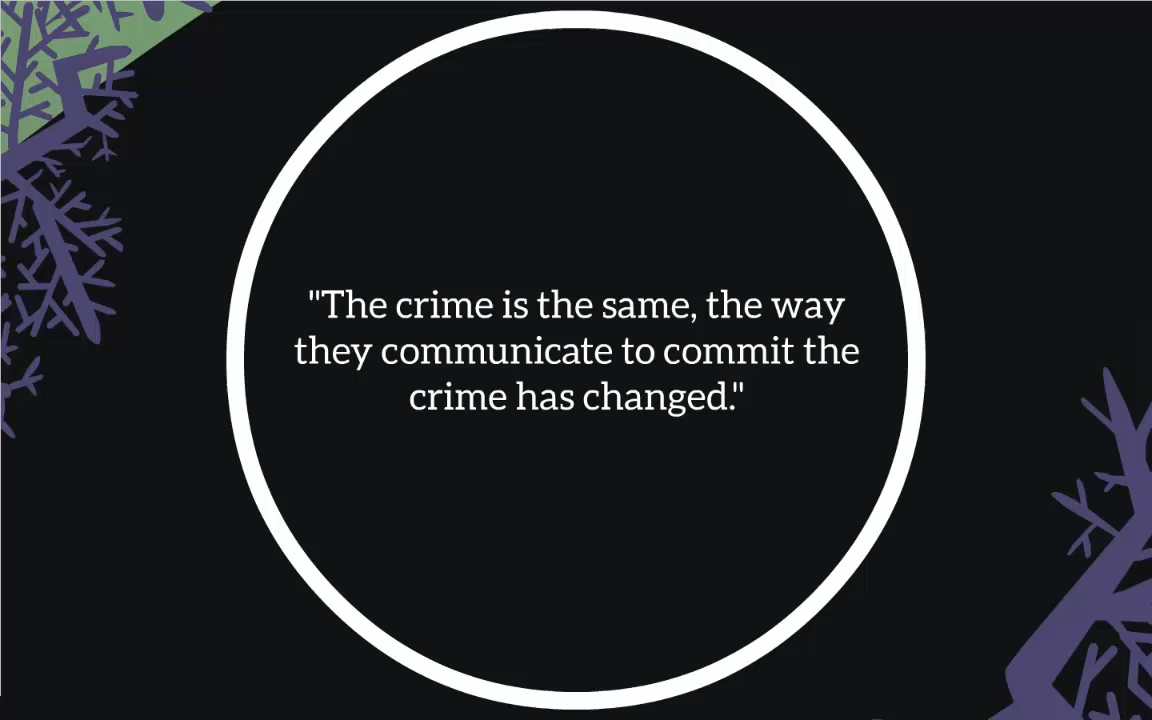 "The crime is the same, the way
they communicate to commit the
crime has changed."